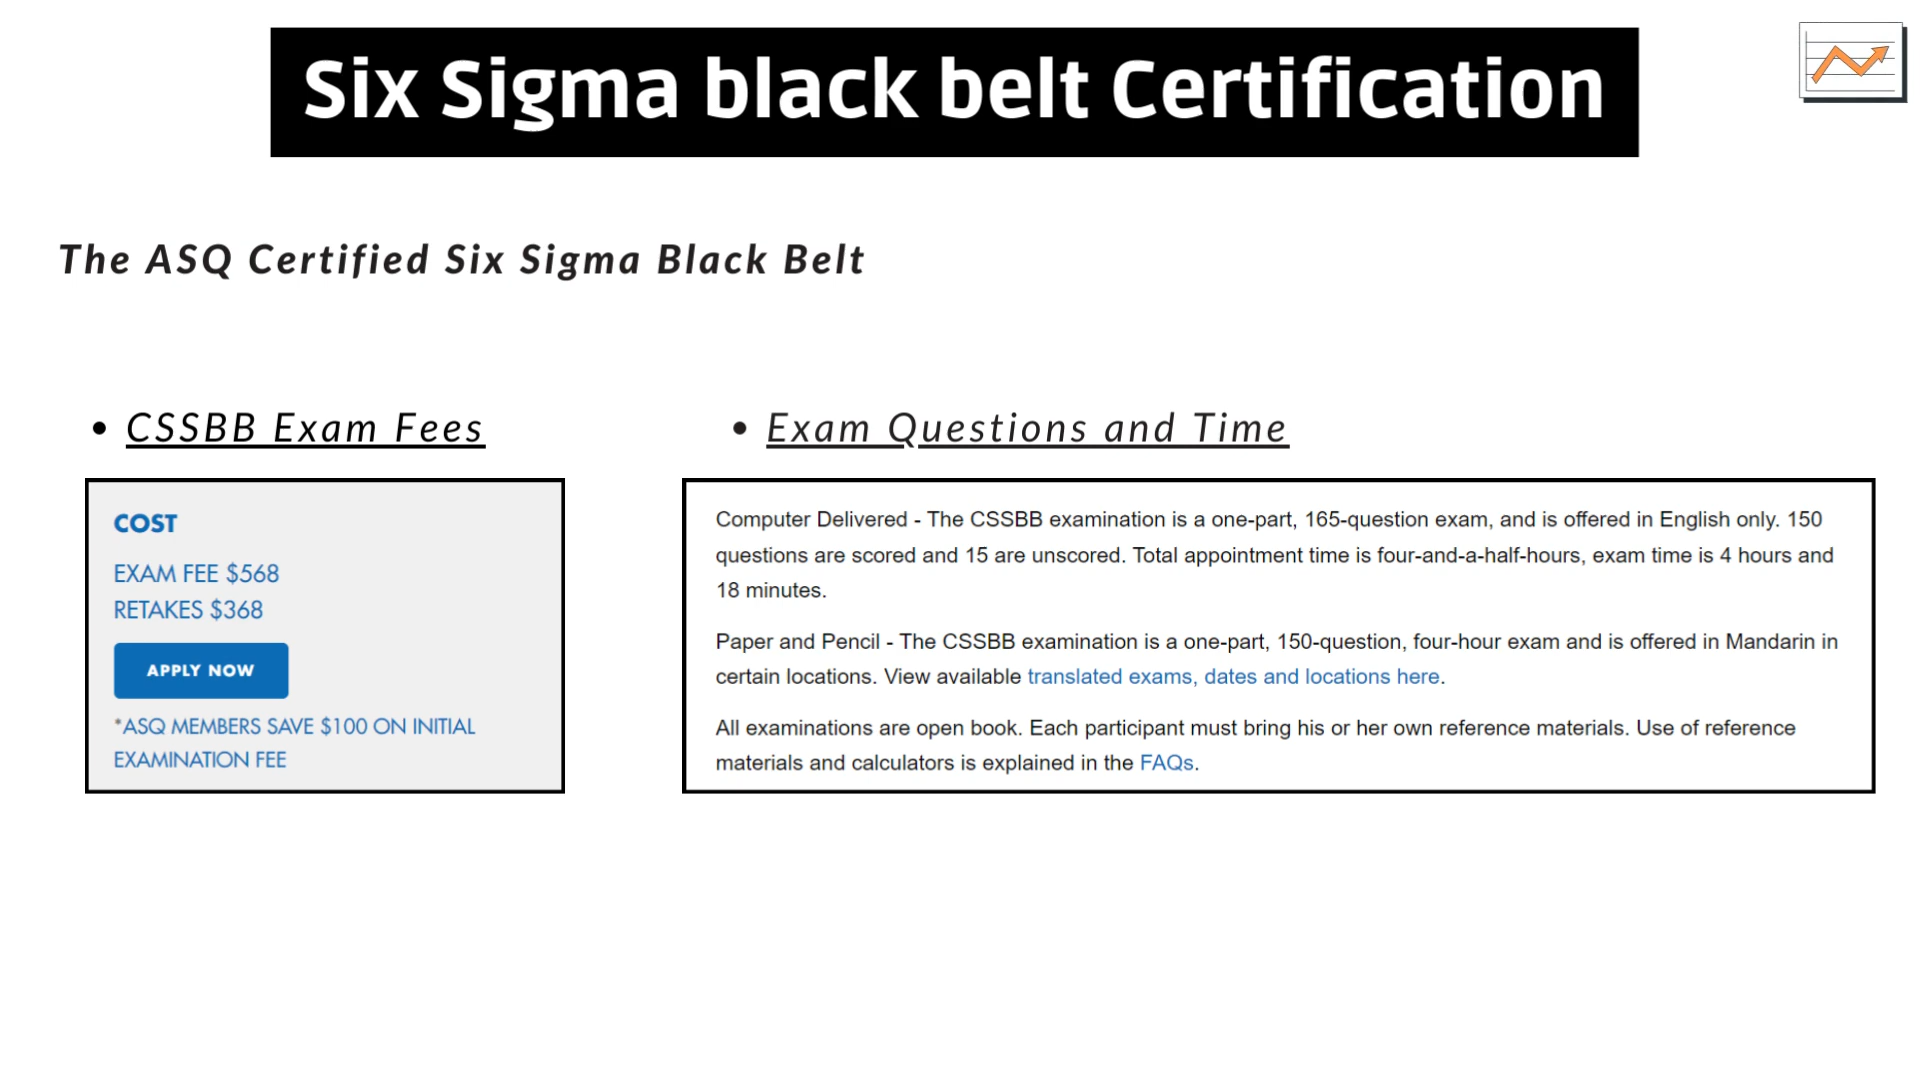 Six Sigma black belt Certification
The ASQ Certified Six Sigma Black Belt
• CSSBB Exam Fees
COST
EXAM FEE $568
RETAKES $368
APPLY NOW
*ASQ MEMBERS SAVE $100 ON INITIAL
EXAMINATION FEE
• Exam Questions and Time
Computer Delivered - The CSSBB examination is a one-part, 165-question exam, and is offered in English only. 150
questions are scored and 15 are unscored. Total appointment time is four-and-a-half-hours, exam time is 4 hours and
18 minutes.
Paper and Pencil - The CSSBB examination is a one-part, 150-question, four-hour exam and is offered in Mandarin in
certain locations. View available translated exams, dates and locations here.
All examinations are open book. Each participant must bring his or her own reference materials. Use of reference
materials and calculators is explained in the FAQs.